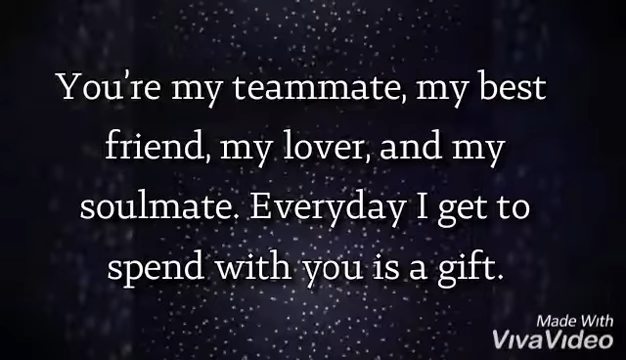 You're my teammate, my best
friend, my lover, and my
soulmate. Everyday I get to
spend with you is a gift.
Made With
VivaVideo